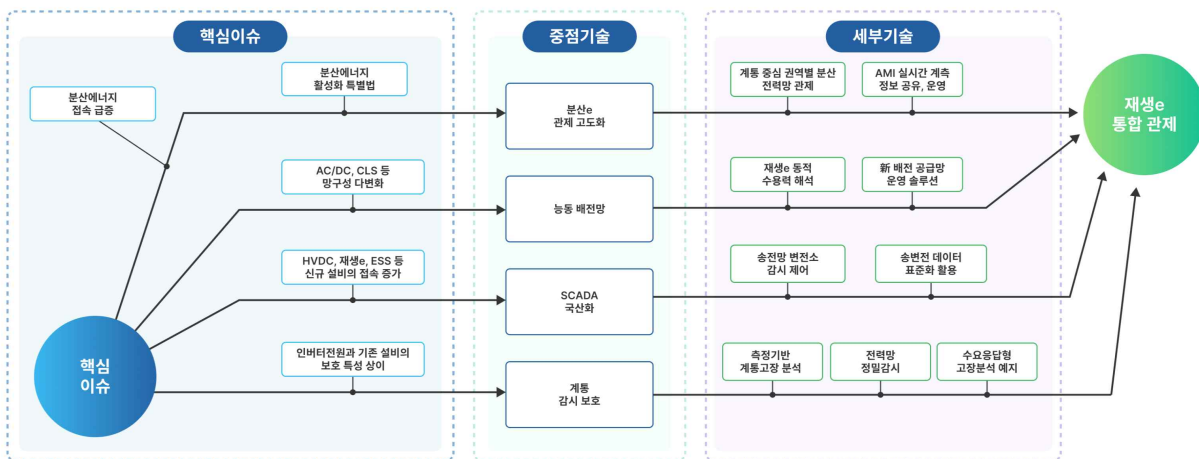 핵심이슈
중점기술
세부기술
분산에너지
접속 급증
분산에너지
활성화 특별법
AC/DC, CLS 등
망구성 다변화
HVDC, 재생e, ESS 등
신규 설비의 접속 증가
인버터전원과 기존 설비의
보호 특성 상이
핵심
이슈
분산e
관제 고도화
능동 배전망
SCADA
국산화
계통
감시 보호
계통 중심 권역별 분산
전력망 관제
AMI 실시간 계측
정보 공유, 운영
재생e 동적
수용력 해석
新 배전 공급망
운영 솔루션
송전망 변전소
감시 제어
송변전 데이터
표준화 활용
측정기반
계통고장 분석
전력망
정밀감시
수요응답형
고장분석 예지
재생e
통합 관제